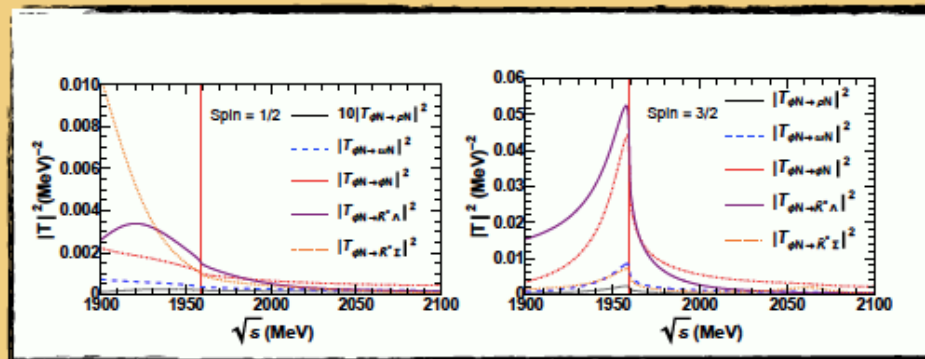 0.010
0.008
0.006
0.004
0.002
0
|T|²(MeV)⁻²
Spin = 1/2
10|T_{ϕN→ρN}|²
|T_{ϕN→ωN}|²
|T_{ϕN→ϕN}|²
|T_{ϕN→K̄*Λ}|²
|T_{ϕN→K̄*Σ}|²
1900 1950 2000 2050 2100
√s (MeV)
0.06
0.05
0.04
0.03
0.02
0.01
0
|T|²(MeV)⁻²
Spin = 3/2
|T_{ϕN→ρN}|²
|T_{ϕN→ωN}|²
|T_{ϕN→ϕN}|²
|T_{ϕN→K̄*Λ}|²
|T_{ϕN→K̄*Σ}|²
1900 1950 2000 2050 2100
√s (MeV)